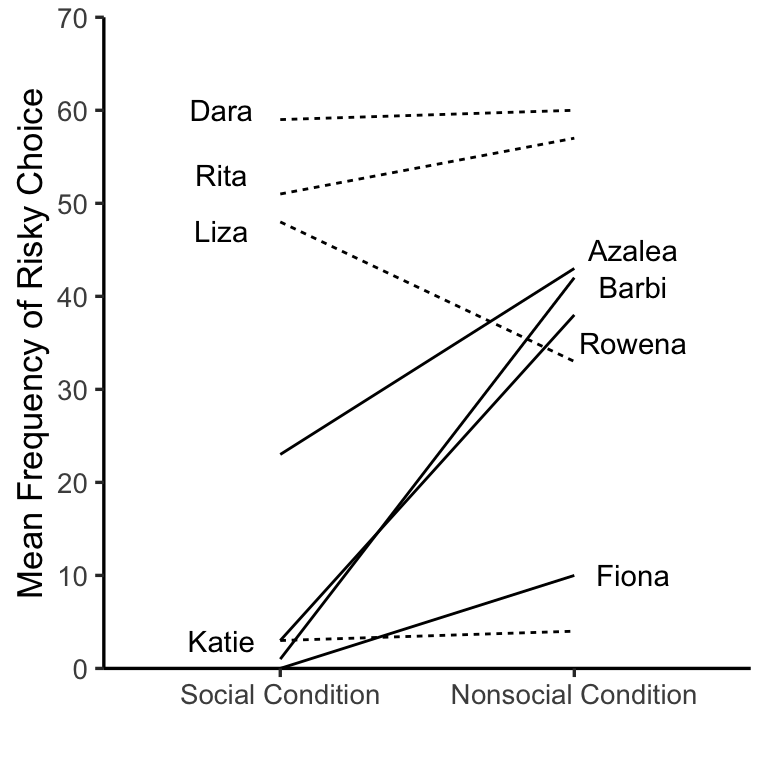 Mean Frequency of Risky Choice
70
60
50
40
30
20
10
0
Dara
Rita
Liza
Azalea
Barbi
Rowena
Fiona
Katie
Social Condition
Nonsocial Condition